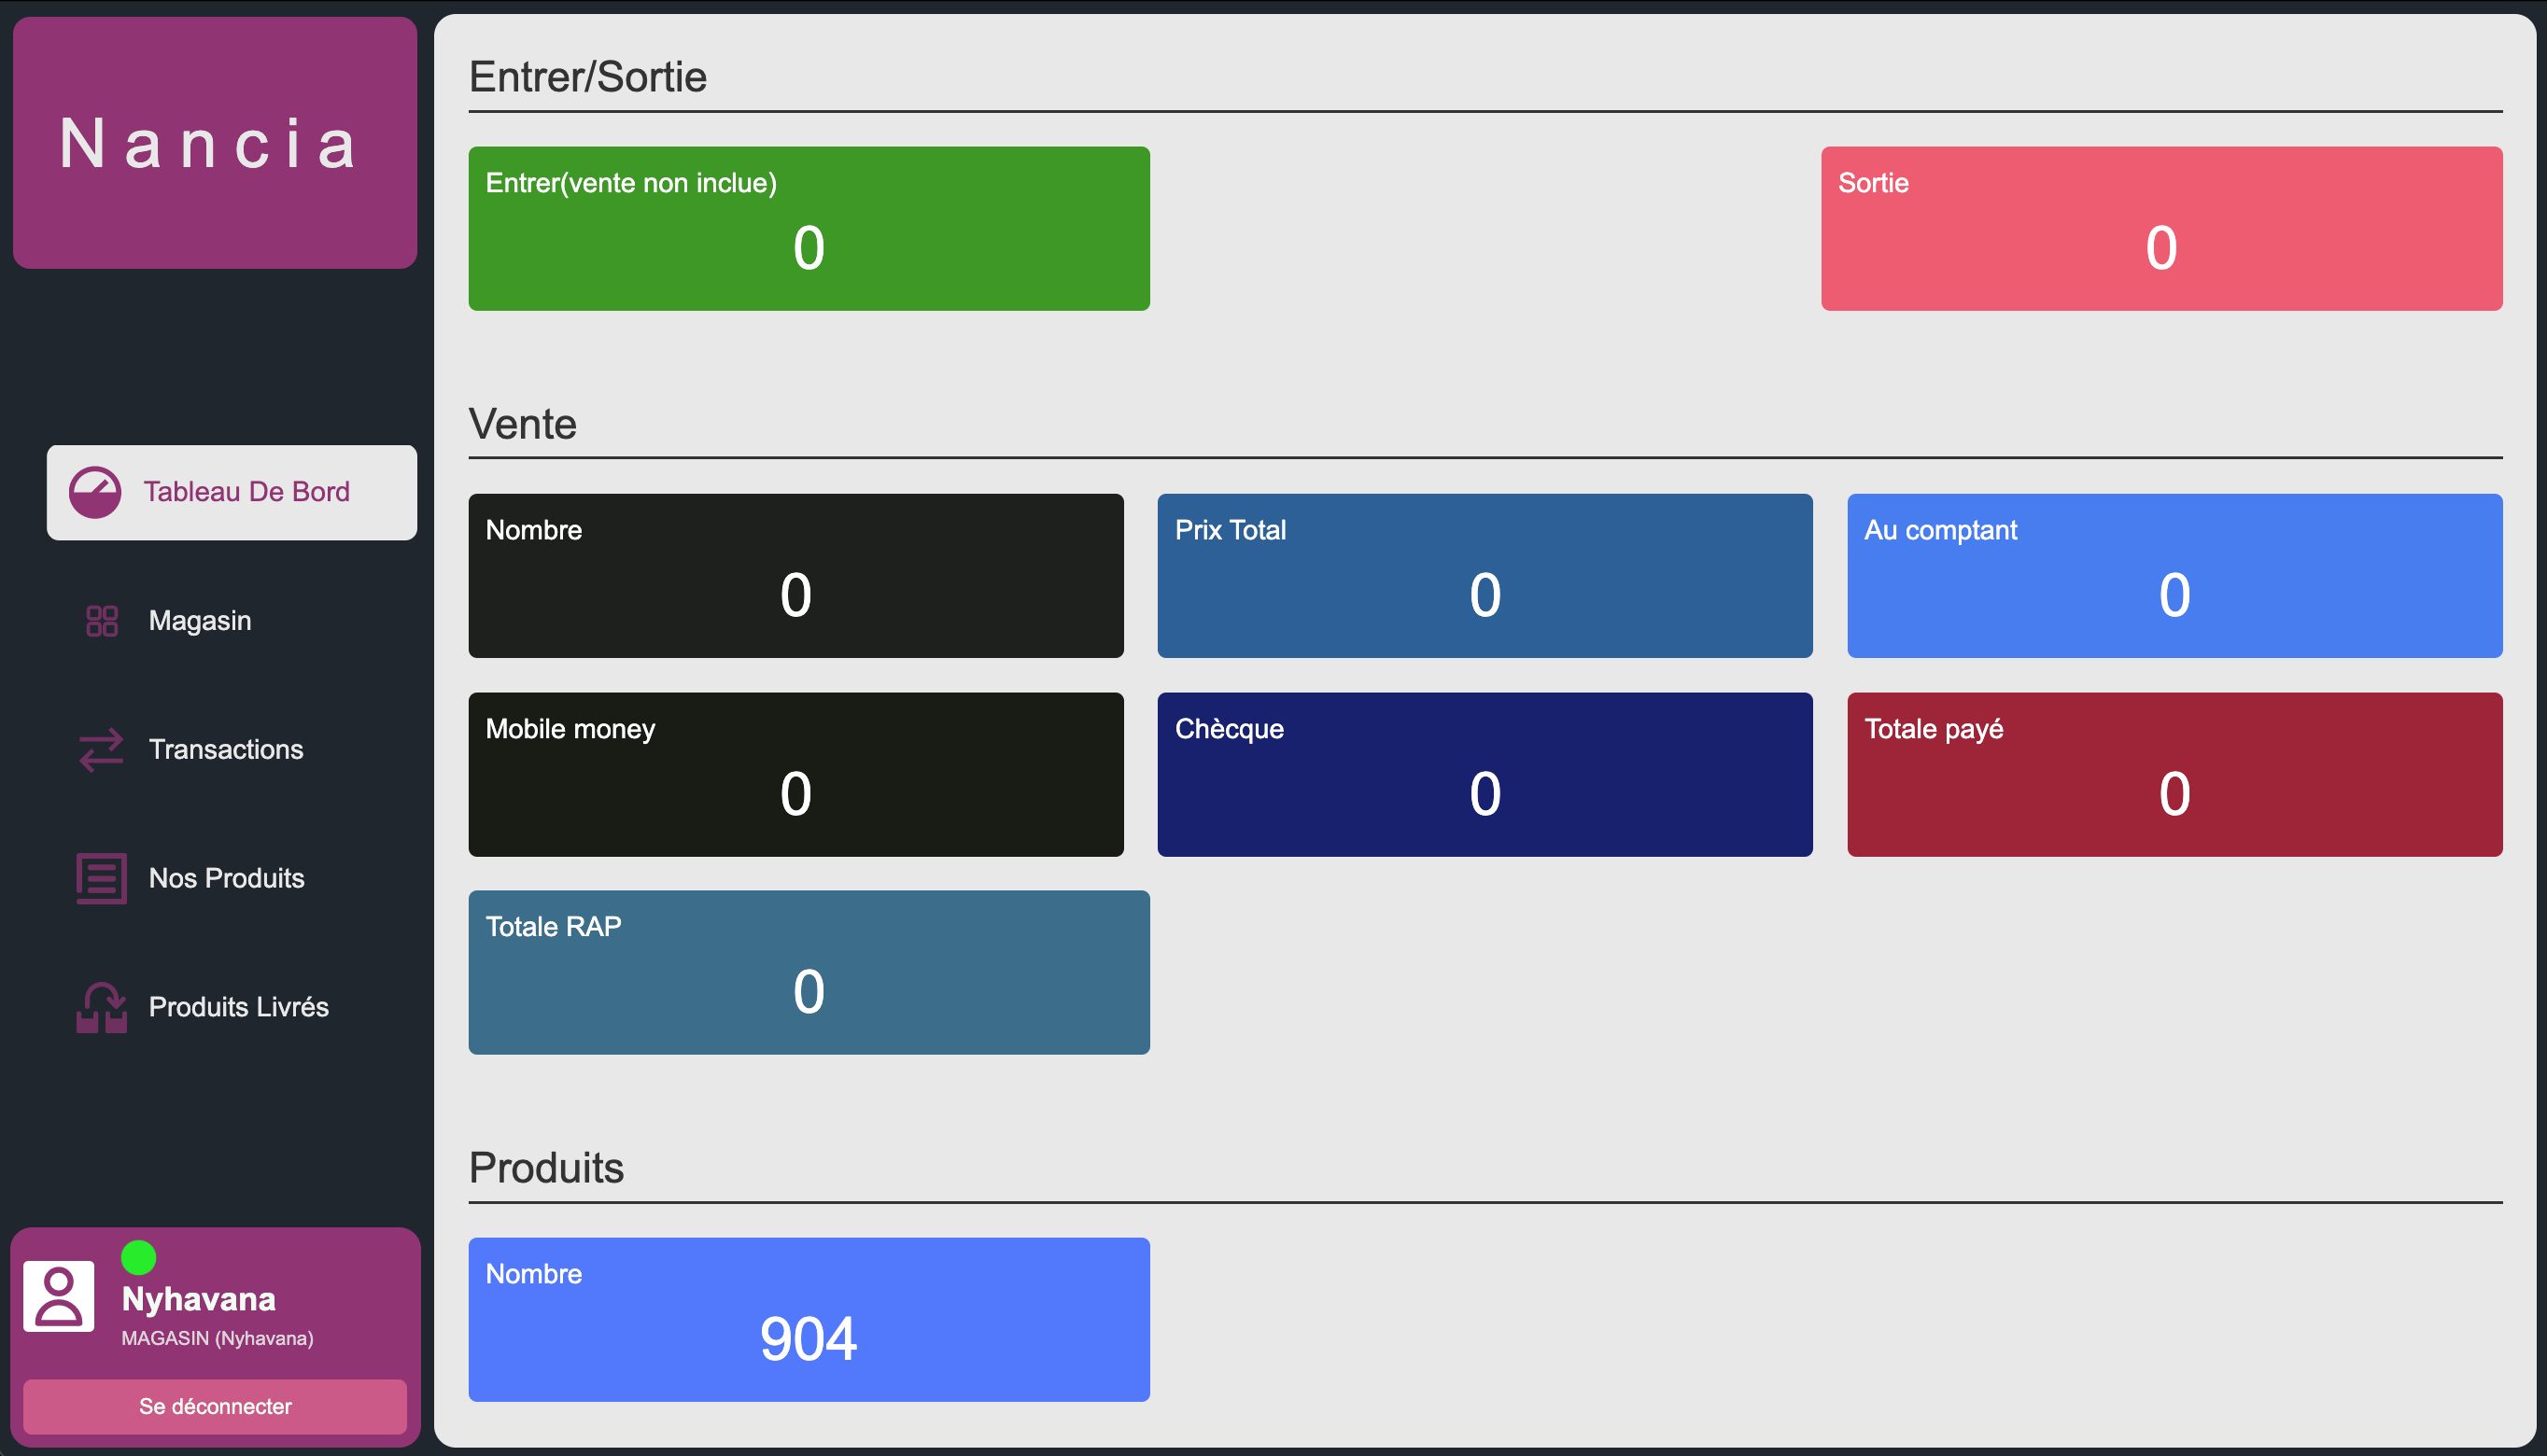 Nancia
Tableau De Bord
Magasin
Transactions
Nos Produits
Produits Livrés
Nyhavana
MAGASIN (Nyhavana)
Se déconnecter
Entrer/Sortie
Entrer(vente non inclue)
0
Sortie
0
Vente
Nombre
0
Prix Total
0
Au comptant
0
Mobile money
0
Chècque
0
Totale payé
0
Totale RAP
0
Produits
Nombre
904